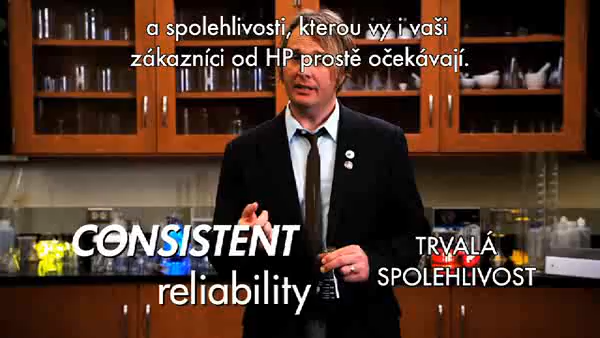 a spolehlivosti, kterou vy i vaši
zákazníci od HP prostě očekávají.
CONSISTENT
reliability
TRVALÁ
SPOLEHLIVOST